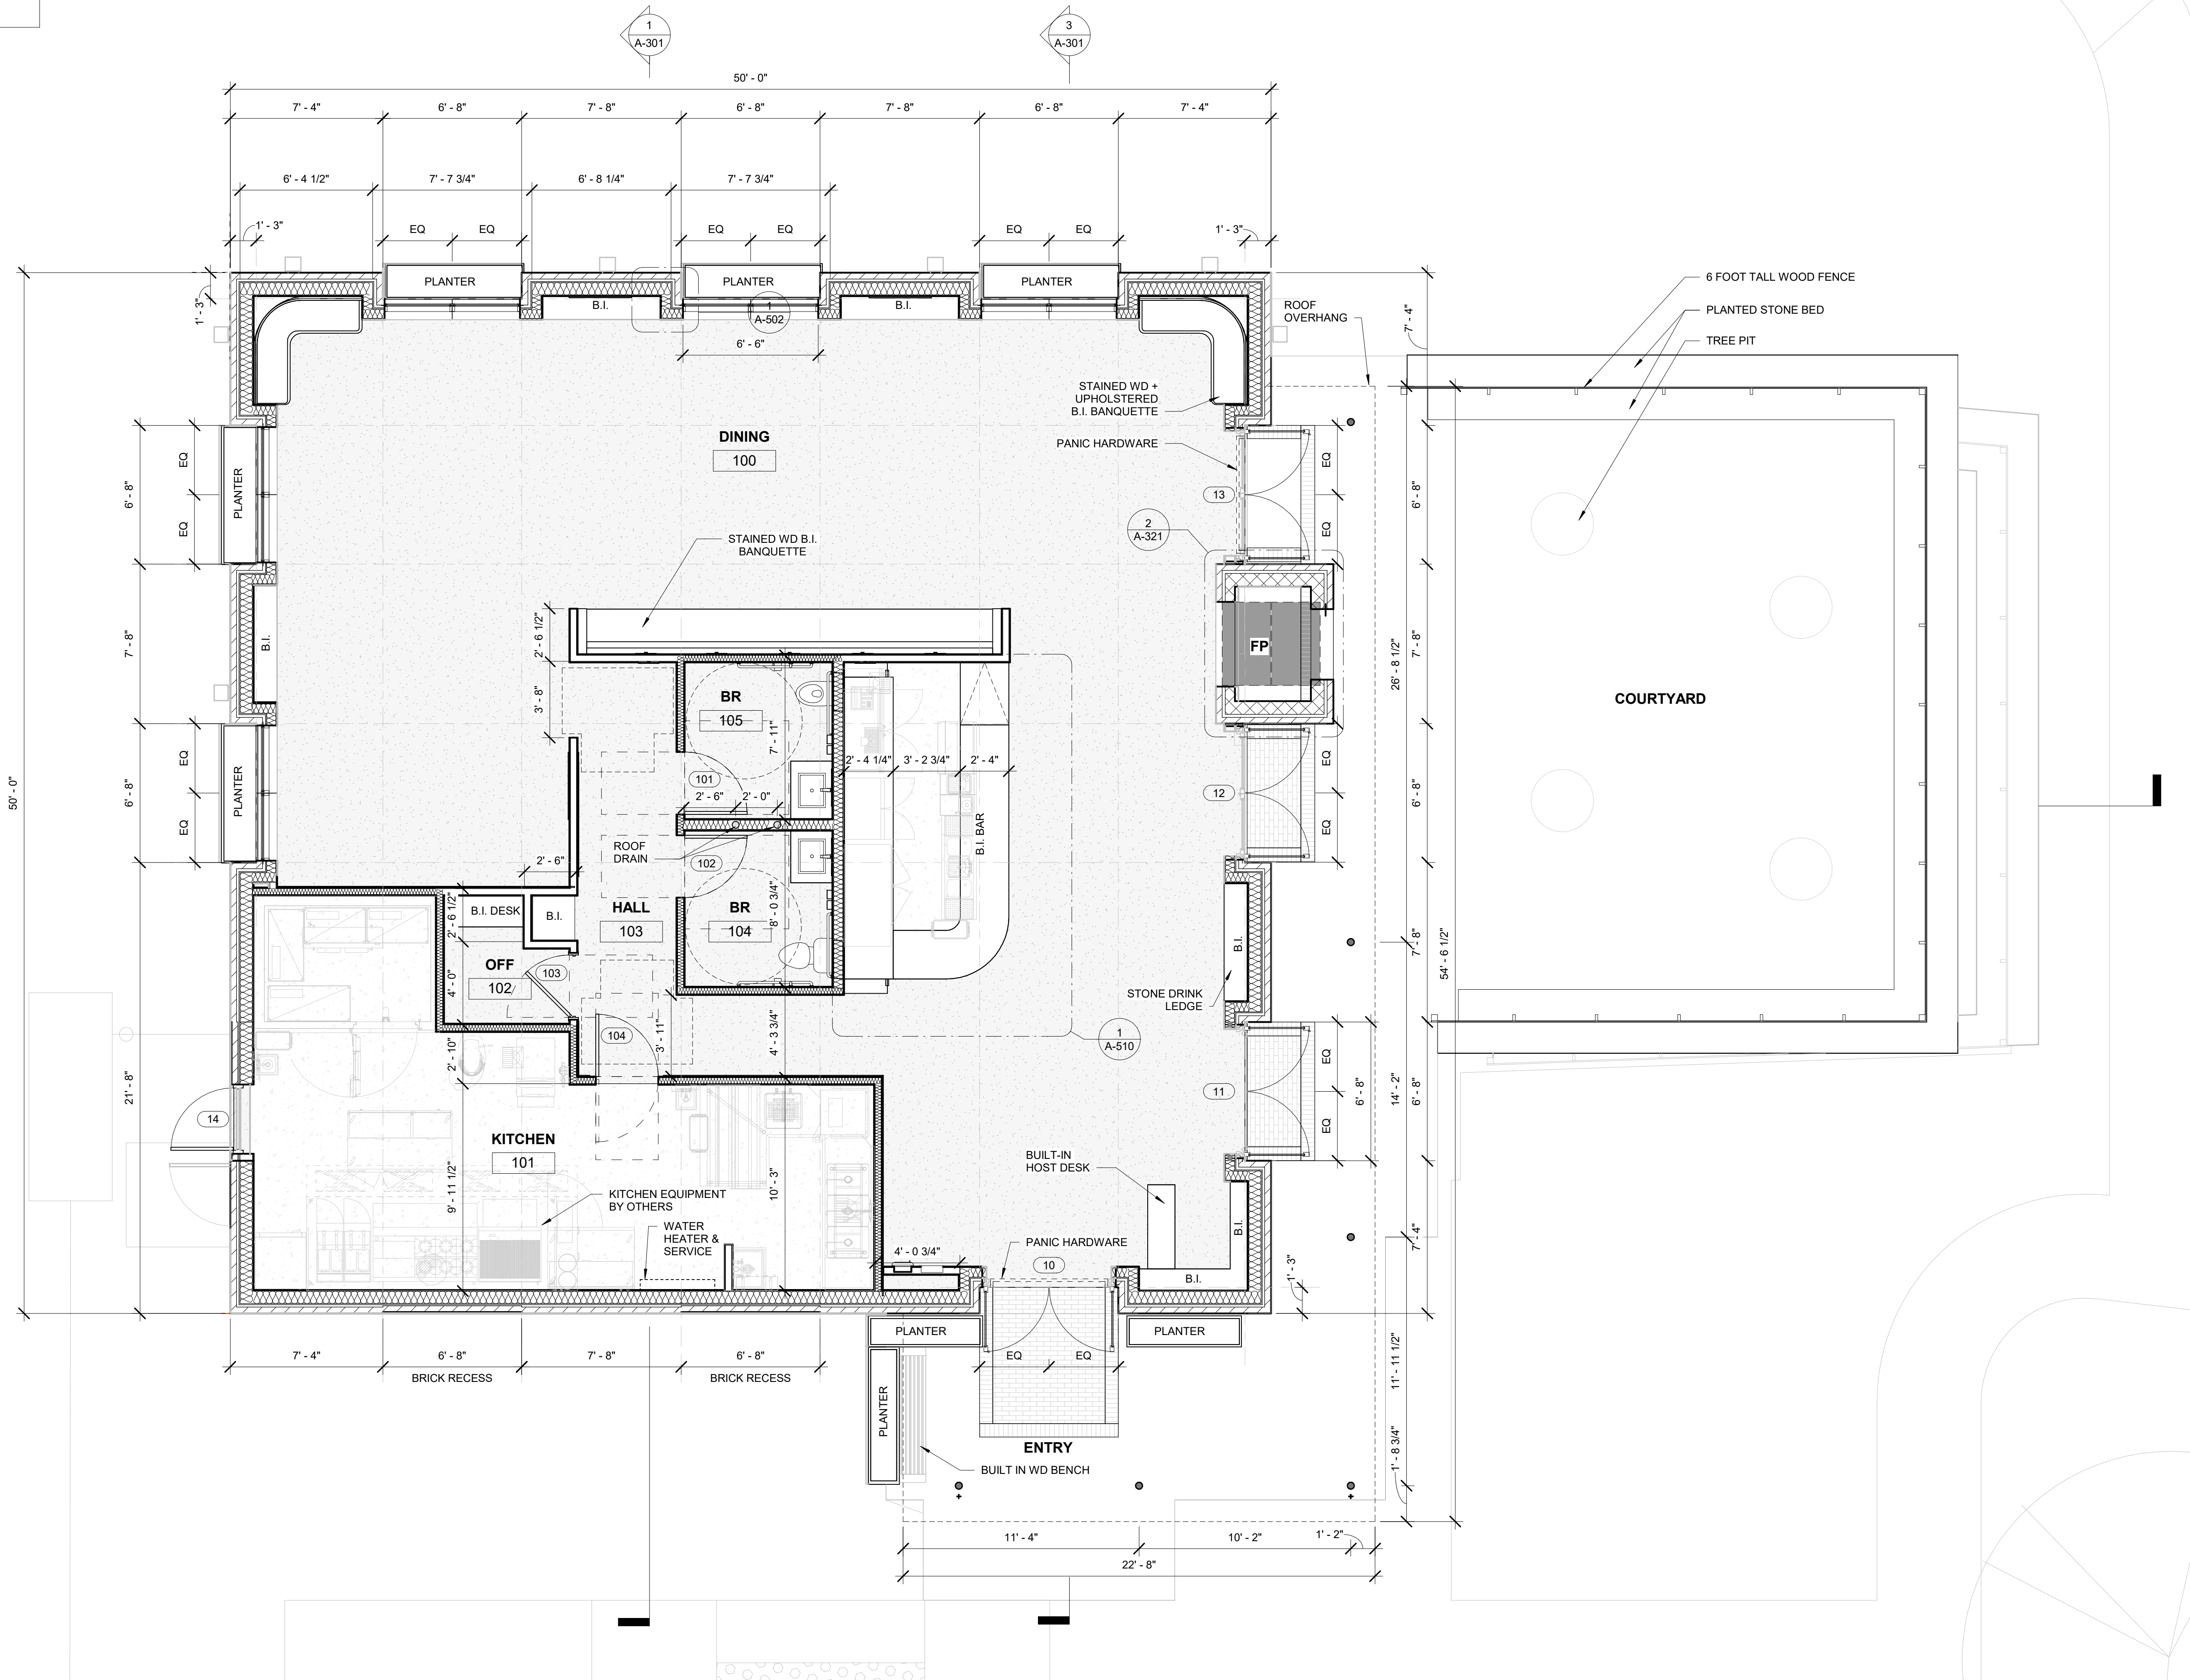 1
A-301
3
A-301
50' - 0"
7' - 4"
6' - 8"
7' - 8"
6' - 8"
7' - 8"
6' - 8"
7' - 4"
6' - 4 1/2"
7' - 7 3/4"
6' - 8 1/4"
7' - 7 3/4"
1' - 3"
EQ
EQ
EQ
EQ
EQ
EQ
1' - 3"
1' - 3"
PLANTER
PLANTER
PLANTER
B.I.
B.I.
1
A-502
6' - 6"
ROOF
OVERHANG
7' - 4"
6 FOOT TALL WOOD FENCE
PLANTED STONE BED
TREE PIT
STAINED WD +
UPHOLSTERED
B.I. BANQUETTE
PANIC HARDWARE
DINING
100
EQ
EQ
6' - 8"
PLANTER
13
EQ
EQ
6' - 8"
2
A-321
STAINED WD B.I.
BANQUETTE
7' - 8"
B.I.
2' - 6 1/2"
3' - 8"
FP
26' - 8 1/2"
7' - 8"
COURTYARD
BR
105
7' - 11"
101
2' - 6"
2' - 0"
2' - 4 1/4"
3' - 2 3/4"
2' - 4"
B.I. BAR
50' - 0"
EQ
EQ
6' - 8"
PLANTER
12
EQ
EQ
6' - 8"
ROOF
DRAIN
102
2' - 6"
B.I. DESK
B.I.
2' - 6 1/2"
HALL
103
BR
104
8' - 0 3/4"
OFF
102
103
4' - 0"
B.I.
STONE DRINK
LEDGE
7' - 8"
54' - 6 1/2"
104
3' - 11"
4' - 3 3/4"
2' - 10"
1
A-510
21' - 8"
14
11
EQ
EQ
6' - 8"
14' - 2"
6' - 8"
KITCHEN
101
9' - 11 1/2"
10' - 3"
KITCHEN EQUIPMENT
BY OTHERS
WATER
HEATER &
SERVICE
BUILT-IN
HOST DESK
B.I.
B.I.
PANIC HARDWARE
10
4' - 0 3/4"
1' - 3"
7' - 4"
PLANTER
PLANTER
7' - 4"
6' - 8"
7' - 8"
6' - 8"
BRICK RECESS
BRICK RECESS
EQ
EQ
PLANTER
11' - 11 1/2"
1' - 8 3/4"
ENTRY
BUILT IN WD BENCH
11' - 4"
10' - 2"
1' - 2"
22' - 8"